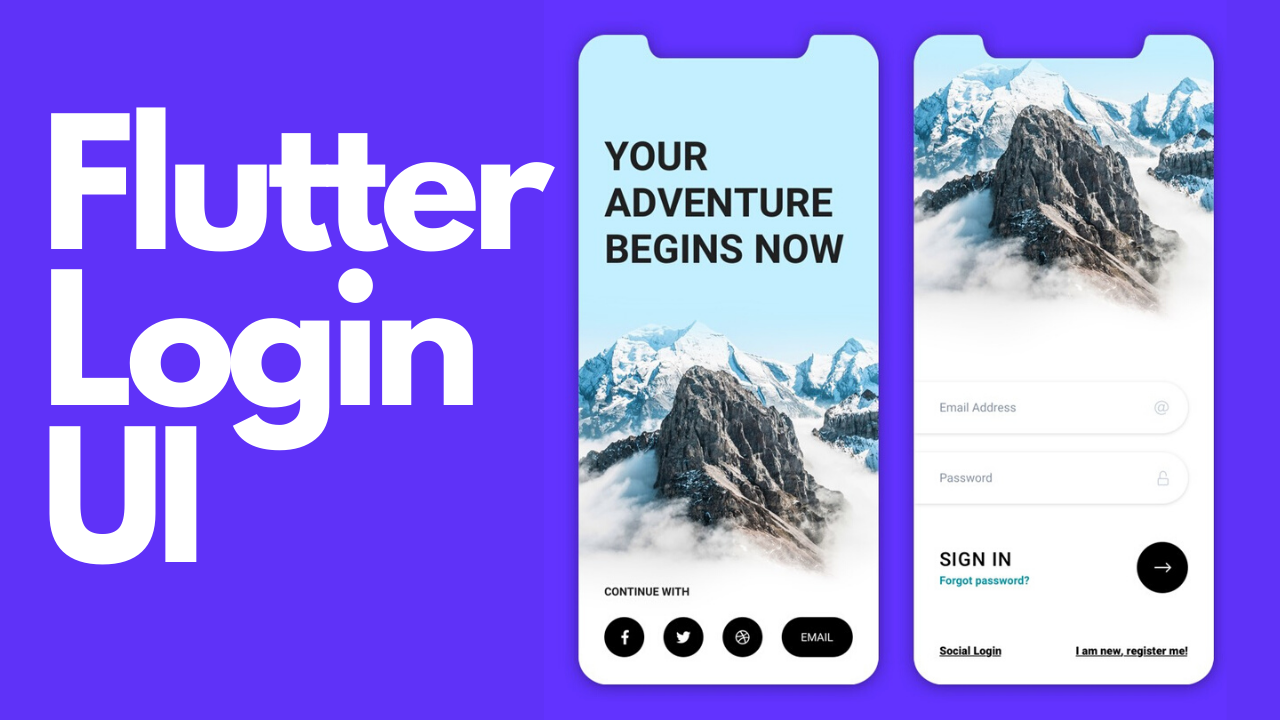 Flutter
Login
UI
YOUR
ADVENTURE
BEGINS NOW
CONTINUE WITH
EMAIL
Email Address
Password
SIGN IN
Forgot password?
Social Login
I am new, register me!